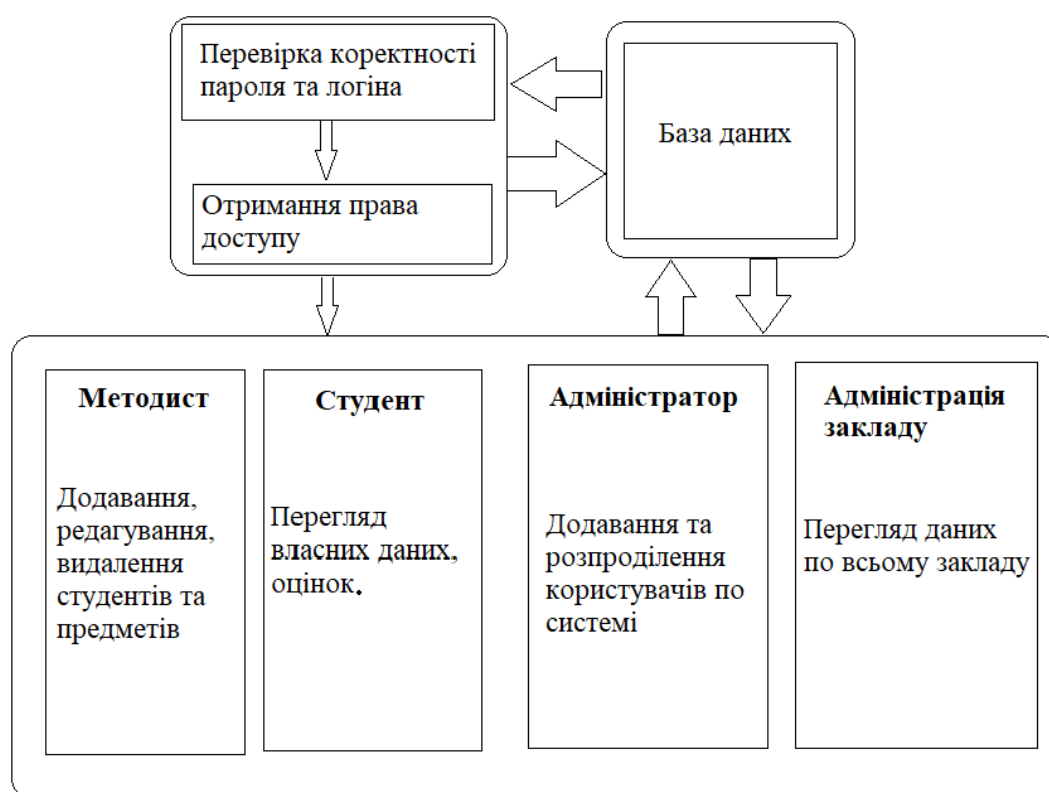 Перевірка коректності
пароля та логіна
База даних
Отримання права
доступу
Методист
Додавання,
редагування,
видалення
студентів та
предметів
Студент
Перегляд
власних даних,
оцінок.
Адміністратор
Додавання та
розпроділення
користувачів по
системі
Адміністрація
закладу
Перегляд даних
по всьому закладу